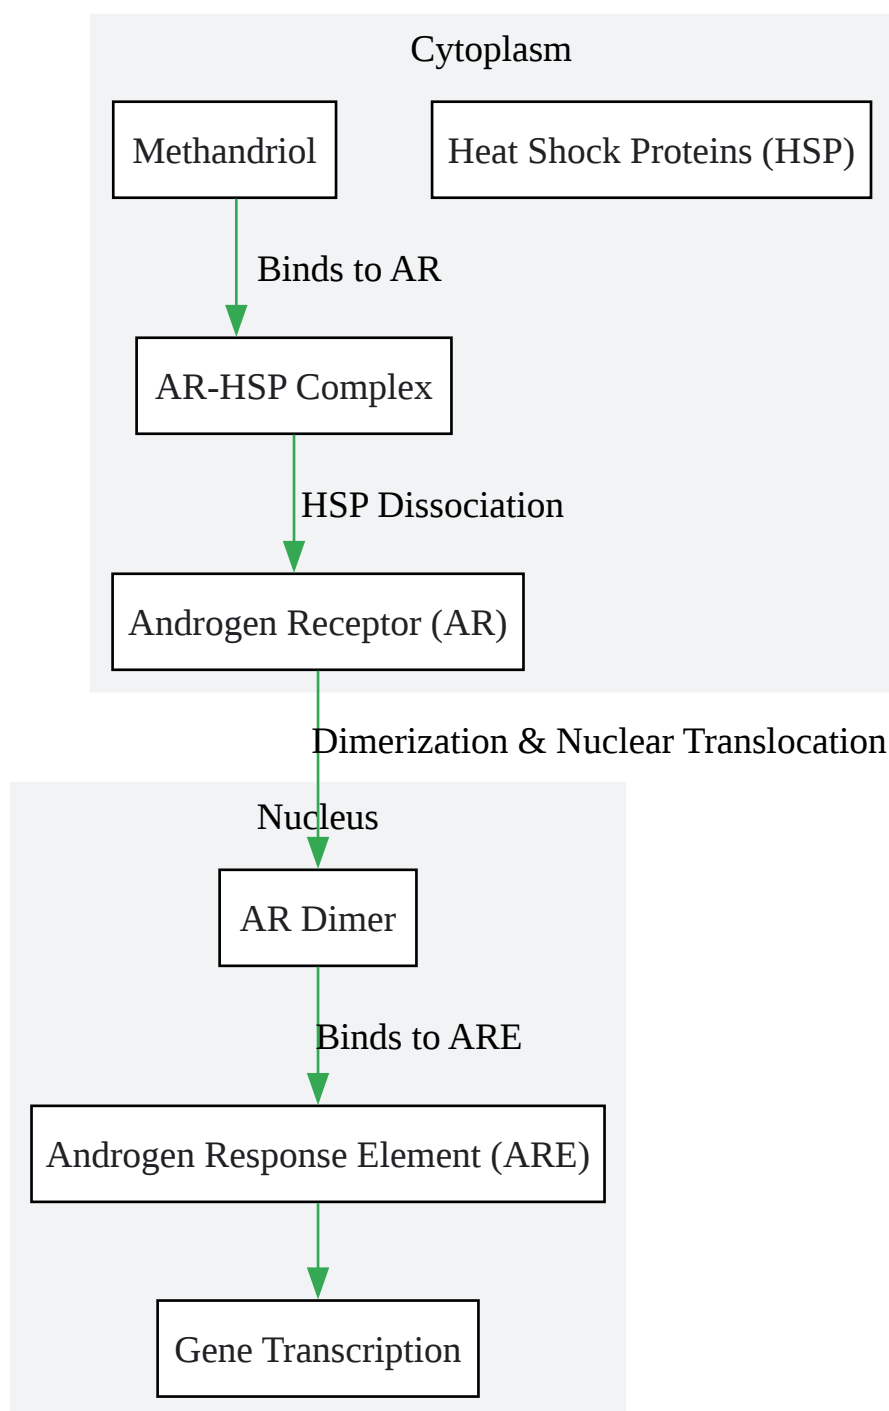 Cytoplasm
Methandriol
Heat Shock Proteins (HSP)
Binds to AR
AR-HSP Complex
HSP Dissociation
Androgen Receptor (AR)
Dimerization & Nuclear Translocation
Nucleus
AR Dimer
Binds to ARE
Androgen Response Element (ARE)
Gene Transcription